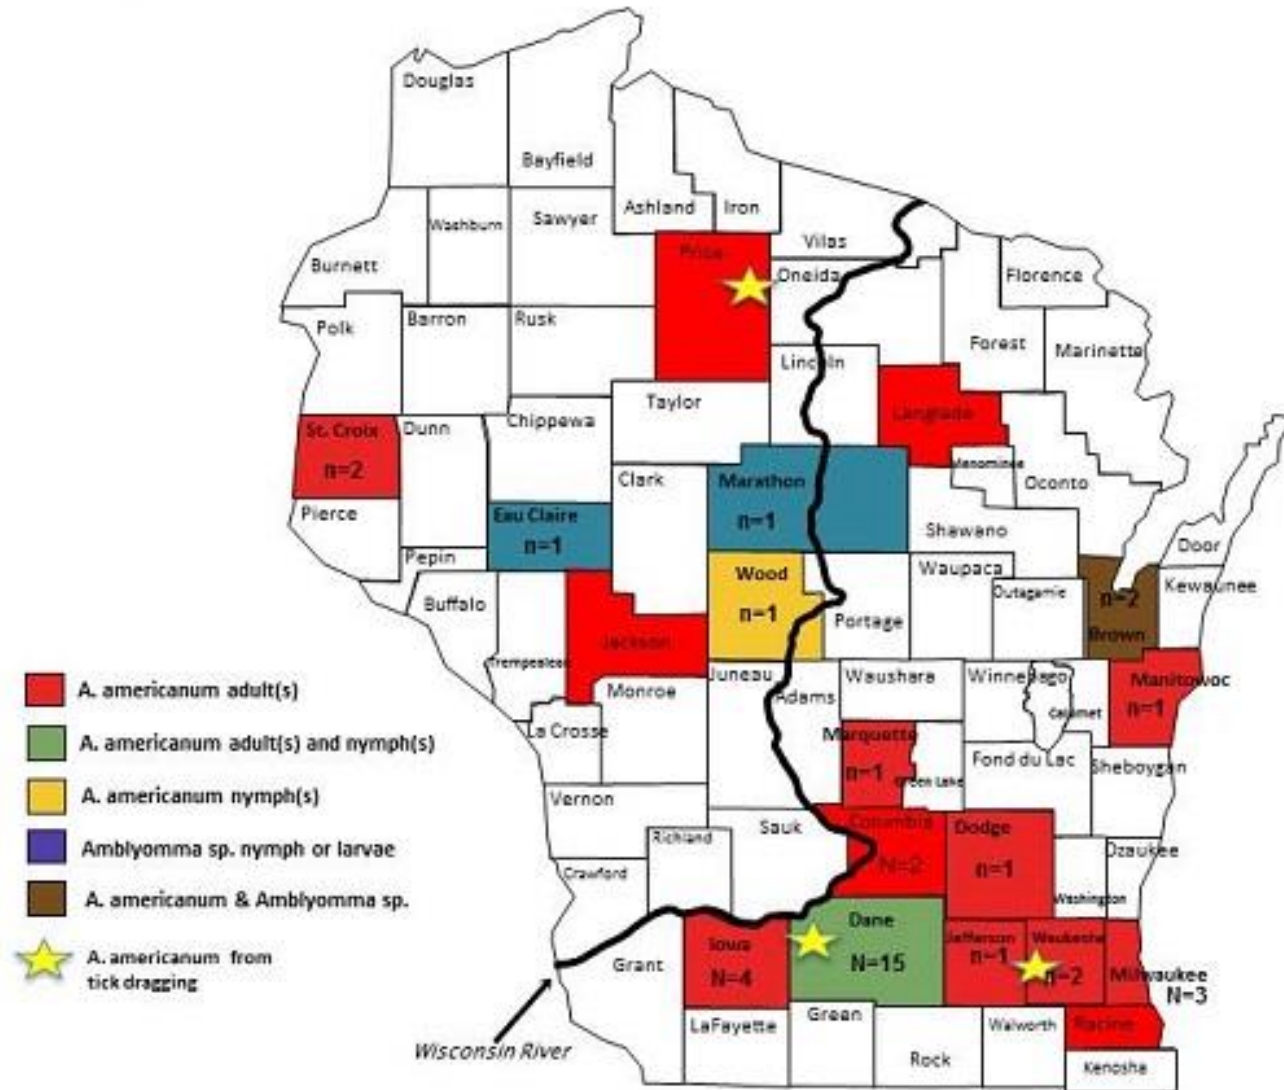 Douglas
Bayfield
Ashland
Iron
Washburn
Sawyer
Vilas
Burnett
Price
Oneida
Florence
Polk
Barron
Rusk
Forest
Marinette
Lincoln
Taylor
Langlade
St. Croix
n=2
Dunn
Chippewa
Clark
Marathon
n=1
Menominee
Oconto
Pierce
Eau Claire
n=1
Shawano
Door
Pepin
Wood
n=1
Waupaca
Outagamie
n=2
Brown
Kewaunee
Buffalo
Portage
Trempealeau
Jackson
Juneau
Adams
Waushara
Winnebago
Calumet
Manitowoc
n=1
Monroe
La Crosse
Marquette
n=1
Green Lake
Fond du Lac
Sheboygan
Vernon
Richland
Sauk
Columbia
N=2
Dodge
n=1
Ozaukee
Washington
Crawford
Grant
Iowa
N=4
Dane
N=15
Jefferson
n=1
Waukesha
n=2
Milwaukee
N=3
LaFayette
Green
Rock
Walworth
Racine
Kenosha
Wisconsin River
A. americanum adult(s)
A. americanum adult(s) and nymph(s)
A. americanum nymph(s)
Amblyomma sp. nymph or larvae
A. americanum & Amblyomma sp.
A. americanum from
tick dragging